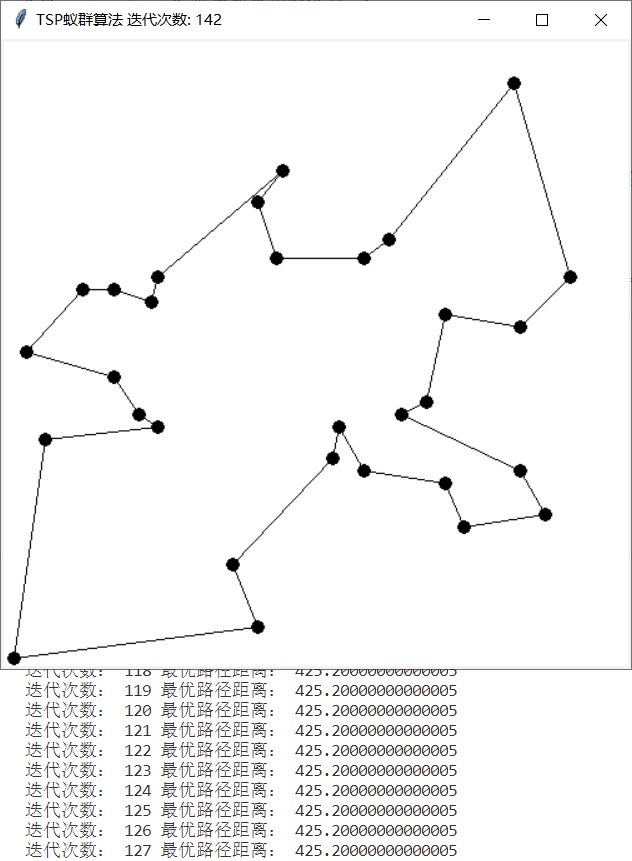 TSP蚁群算法 迭代次数: 142
迭代次数: 118 最优路径距离: 425.20000000000005
迭代次数: 119 最优路径距离: 425.20000000000005
迭代次数: 120 最优路径距离: 425.20000000000005
迭代次数: 121 最优路径距离: 425.20000000000005
迭代次数: 122 最优路径距离: 425.20000000000005
迭代次数: 123 最优路径距离: 425.20000000000005
迭代次数: 124 最优路径距离: 425.20000000000005
迭代次数: 125 最优路径距离: 425.20000000000005
迭代次数: 126 最优路径距离: 425.20000000000005
迭代次数: 127 最优路径距离: 425.20000000000005